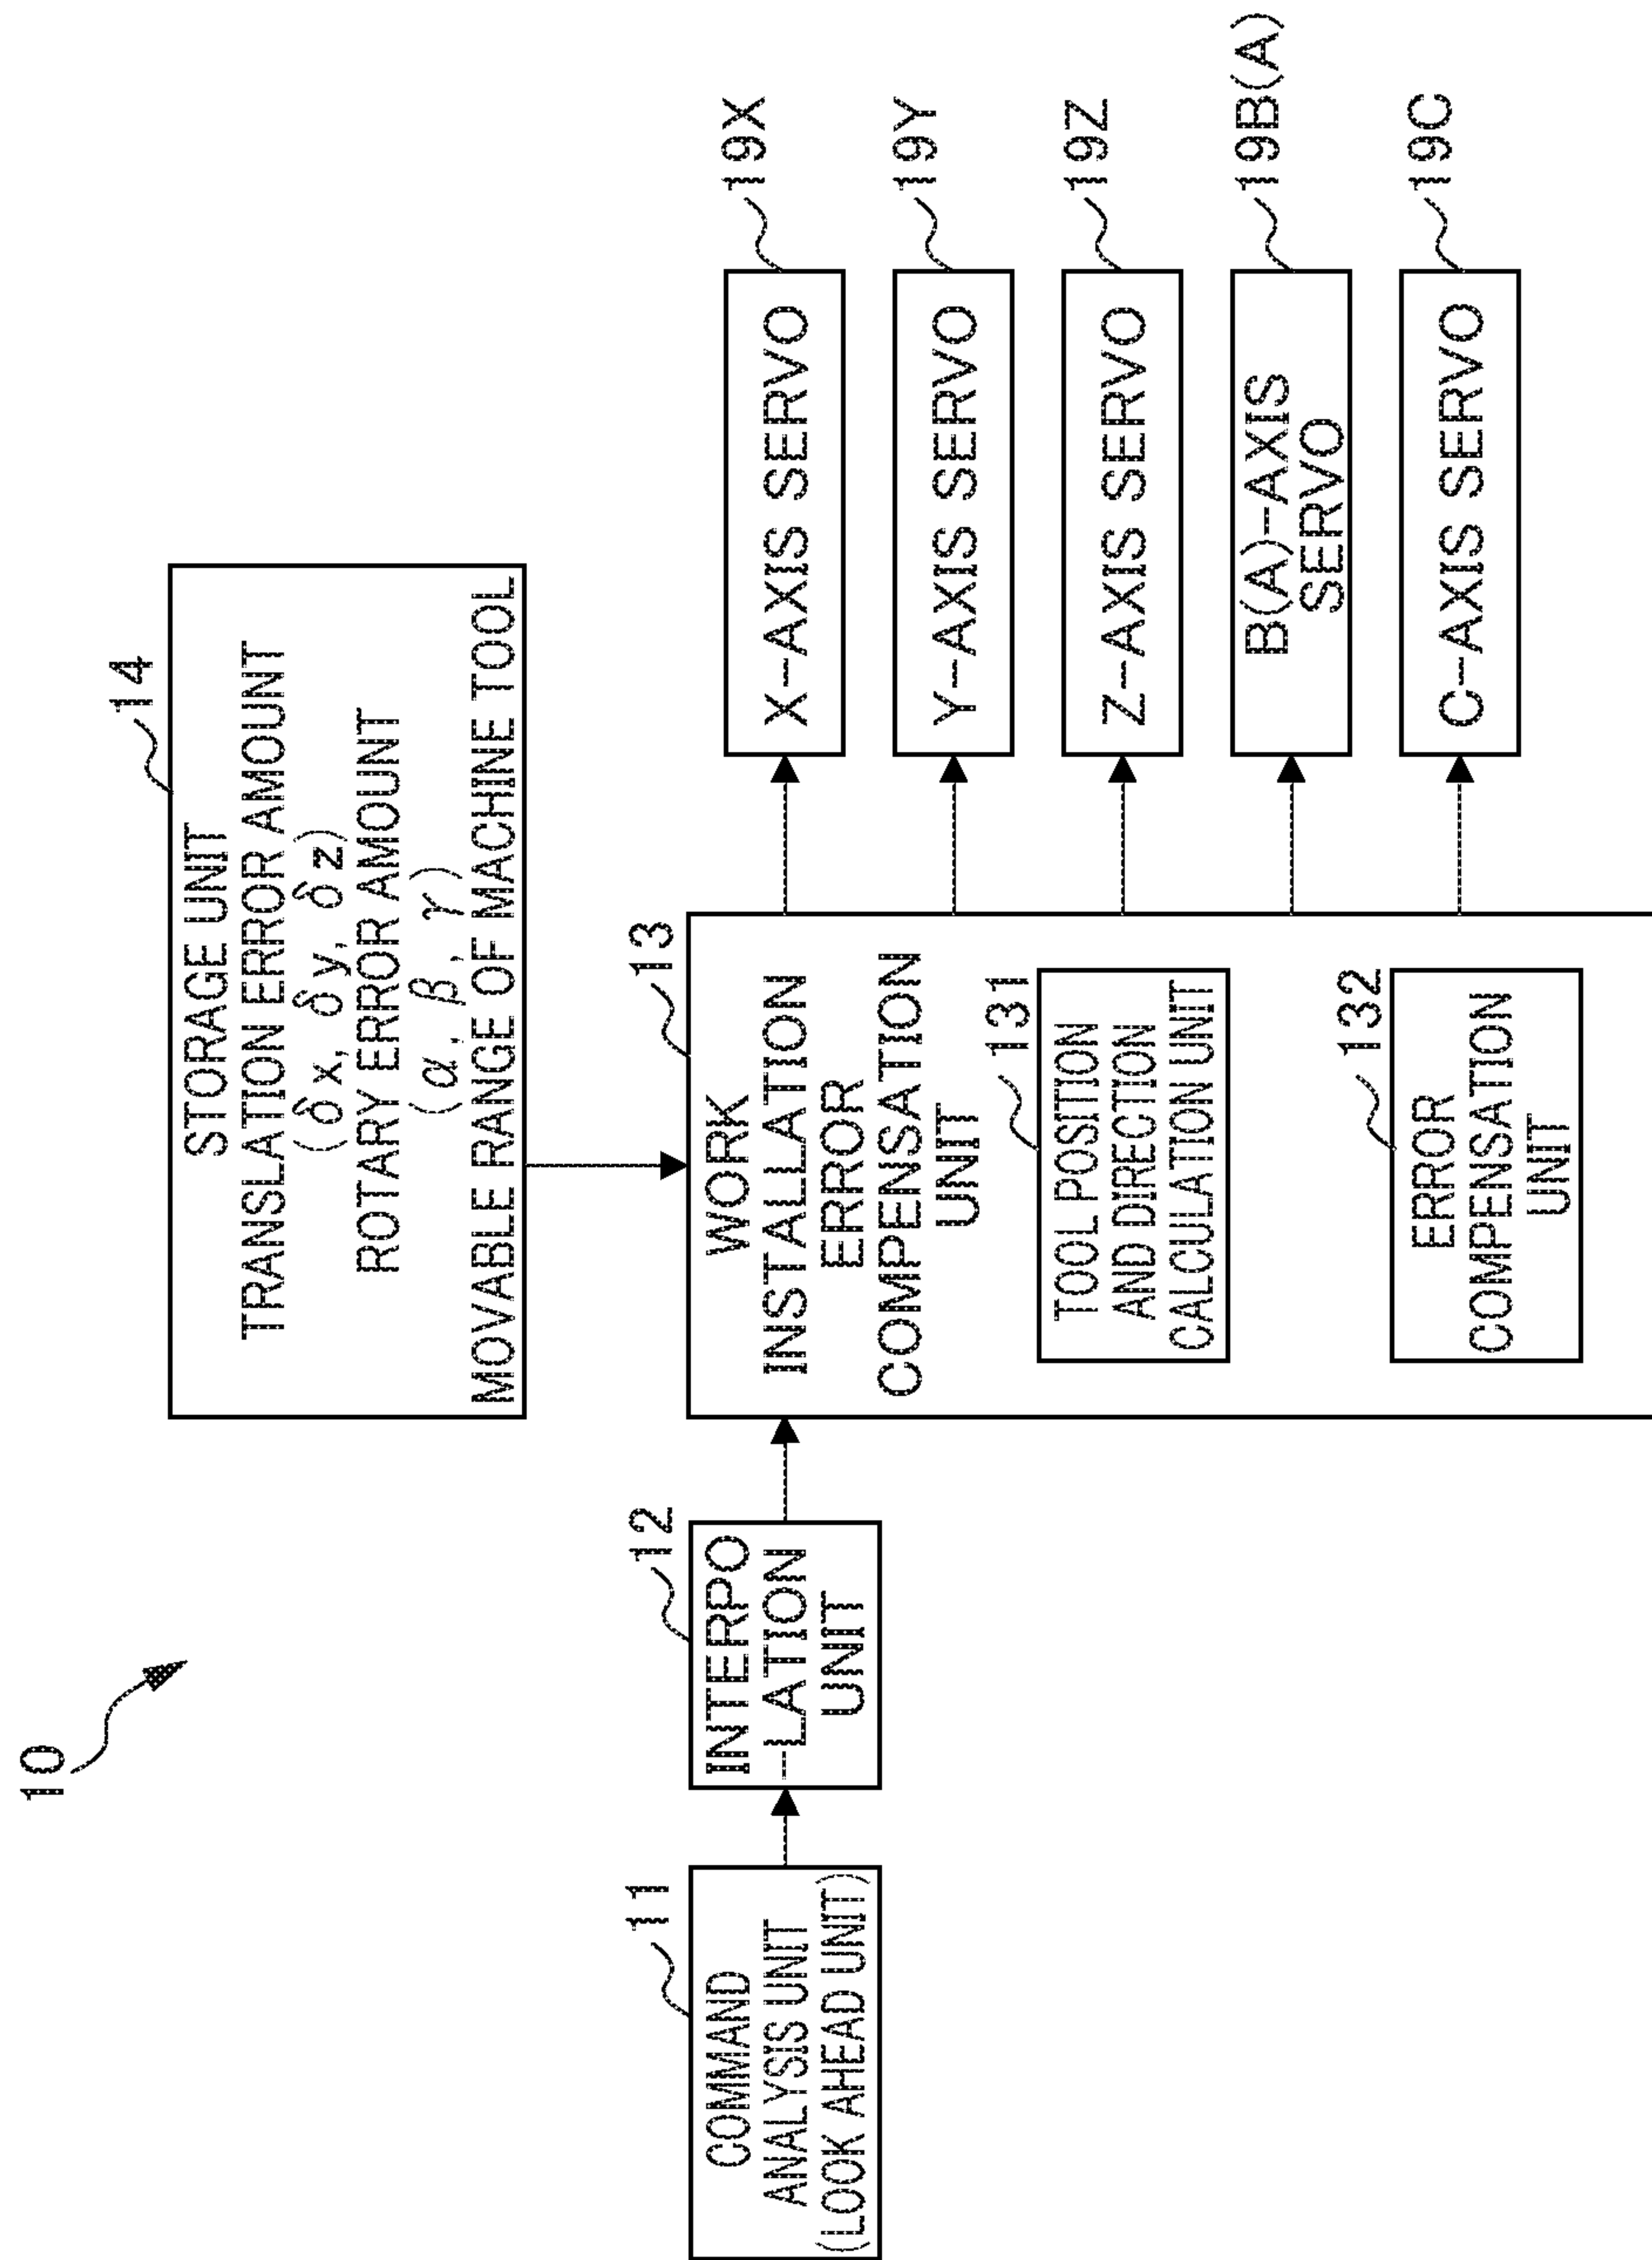 10
14
STORAGE UNIT
TRANSLATION ERROR AMOUNT
(δx, δy, δz)
ROTARY ERROR AMOUNT
(α, β, γ)
MOVABLE RANGE OF MACHINE TOOL
11
COMMAND
ANALYSIS UNIT
(LOOK AHEAD UNIT)
12
INTERPO
-LATION
UNIT
13
WORK
INSTALLATION
ERROR
COMPENSATION
UNIT
131
TOOL POSITION
AND DIRECTION
CALCULATION UNIT
132
ERROR
COMPENSATION
UNIT
X-AXIS SERVO
19X
Y-AXIS SERVO
19Y
Z-AXIS SERVO
19Z
B(A)-AXIS
SERVO
19B(A)
C-AXIS SERVO
19C